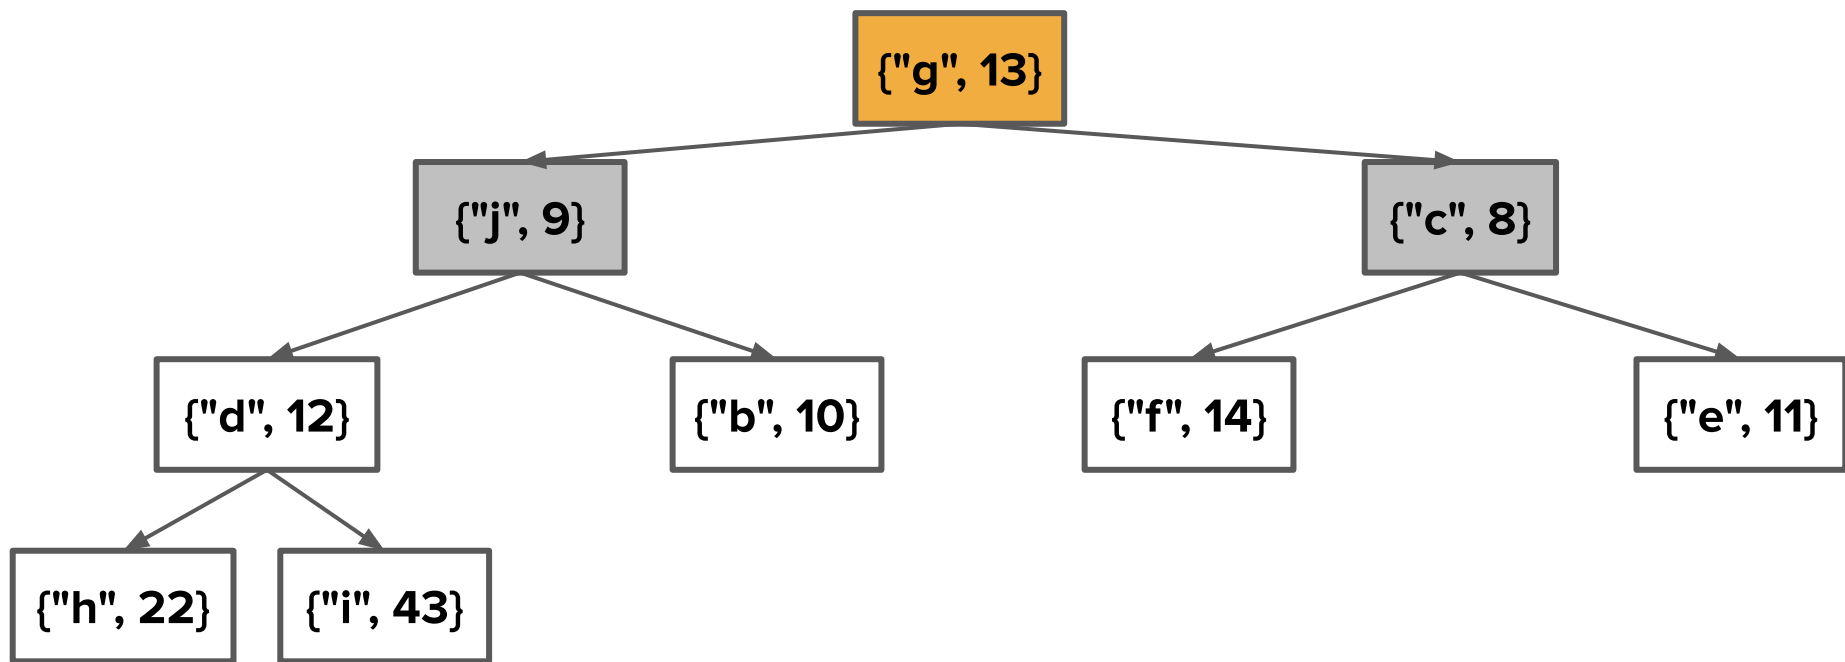 {"g", 13}
{"j", 9}
{"c", 8}
{"d", 12}
{"b", 10}
{"f", 14}
{"e", 11}
{"h", 22}
{"i", 43}